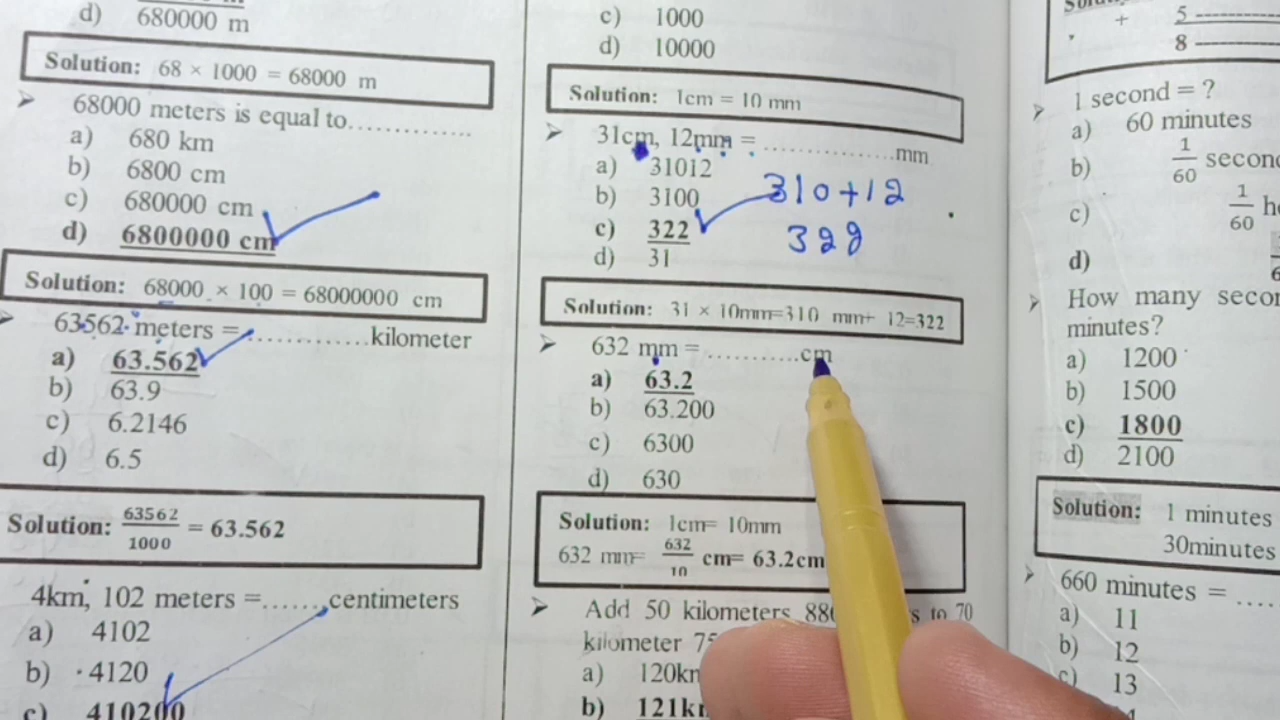 d) 680000 m
Solution: 68 × 1000 = 68000 m
➤ 68000 meters is equal to..............
a) 680 km
b) 6800 cm
c) 680000 cm
d) 6800000 cm
Solution: 68000 × 100 = 68000000 cm
63562 meters = ..............kilometer
a) 63.562
b) 63.9
c) 6.2146
d) 6.5
Solution: 63562/1000 = 63.562
4km, 102 meters =.......centimeters
a) 4102
b) 4120
c) 410200
c) 1000
d) 10000
Solution: 1cm = 10 mm
➤ 31cm, 12mm = ................mm
a) 31012
b) 3100
310+12
c) 322
322
d) 31
Solution: 31 × 10mm=310 mm+ 12=322
➤ 632 mm = ...........cm
a) 63.2
b) 63.200
c) 6300
d) 630
Solution: 1cm= 10mm
632 mm= 632/10 cm= 63.2cm
➤ Add 50 kilometers to 70
kilometer
a)
b)
+ 5 ----------
8 ----------
➤ 1 second = ?
a) 60 minutes
b) 1/60
c) 1/60
d)
➤ How many
minutes?
a) 1200
b) 1500
c) 1800
d) 2100
Solution: 1 minutes
30minutes
➤ 660 minutes = ....
a) 11
b) 12
c) 13